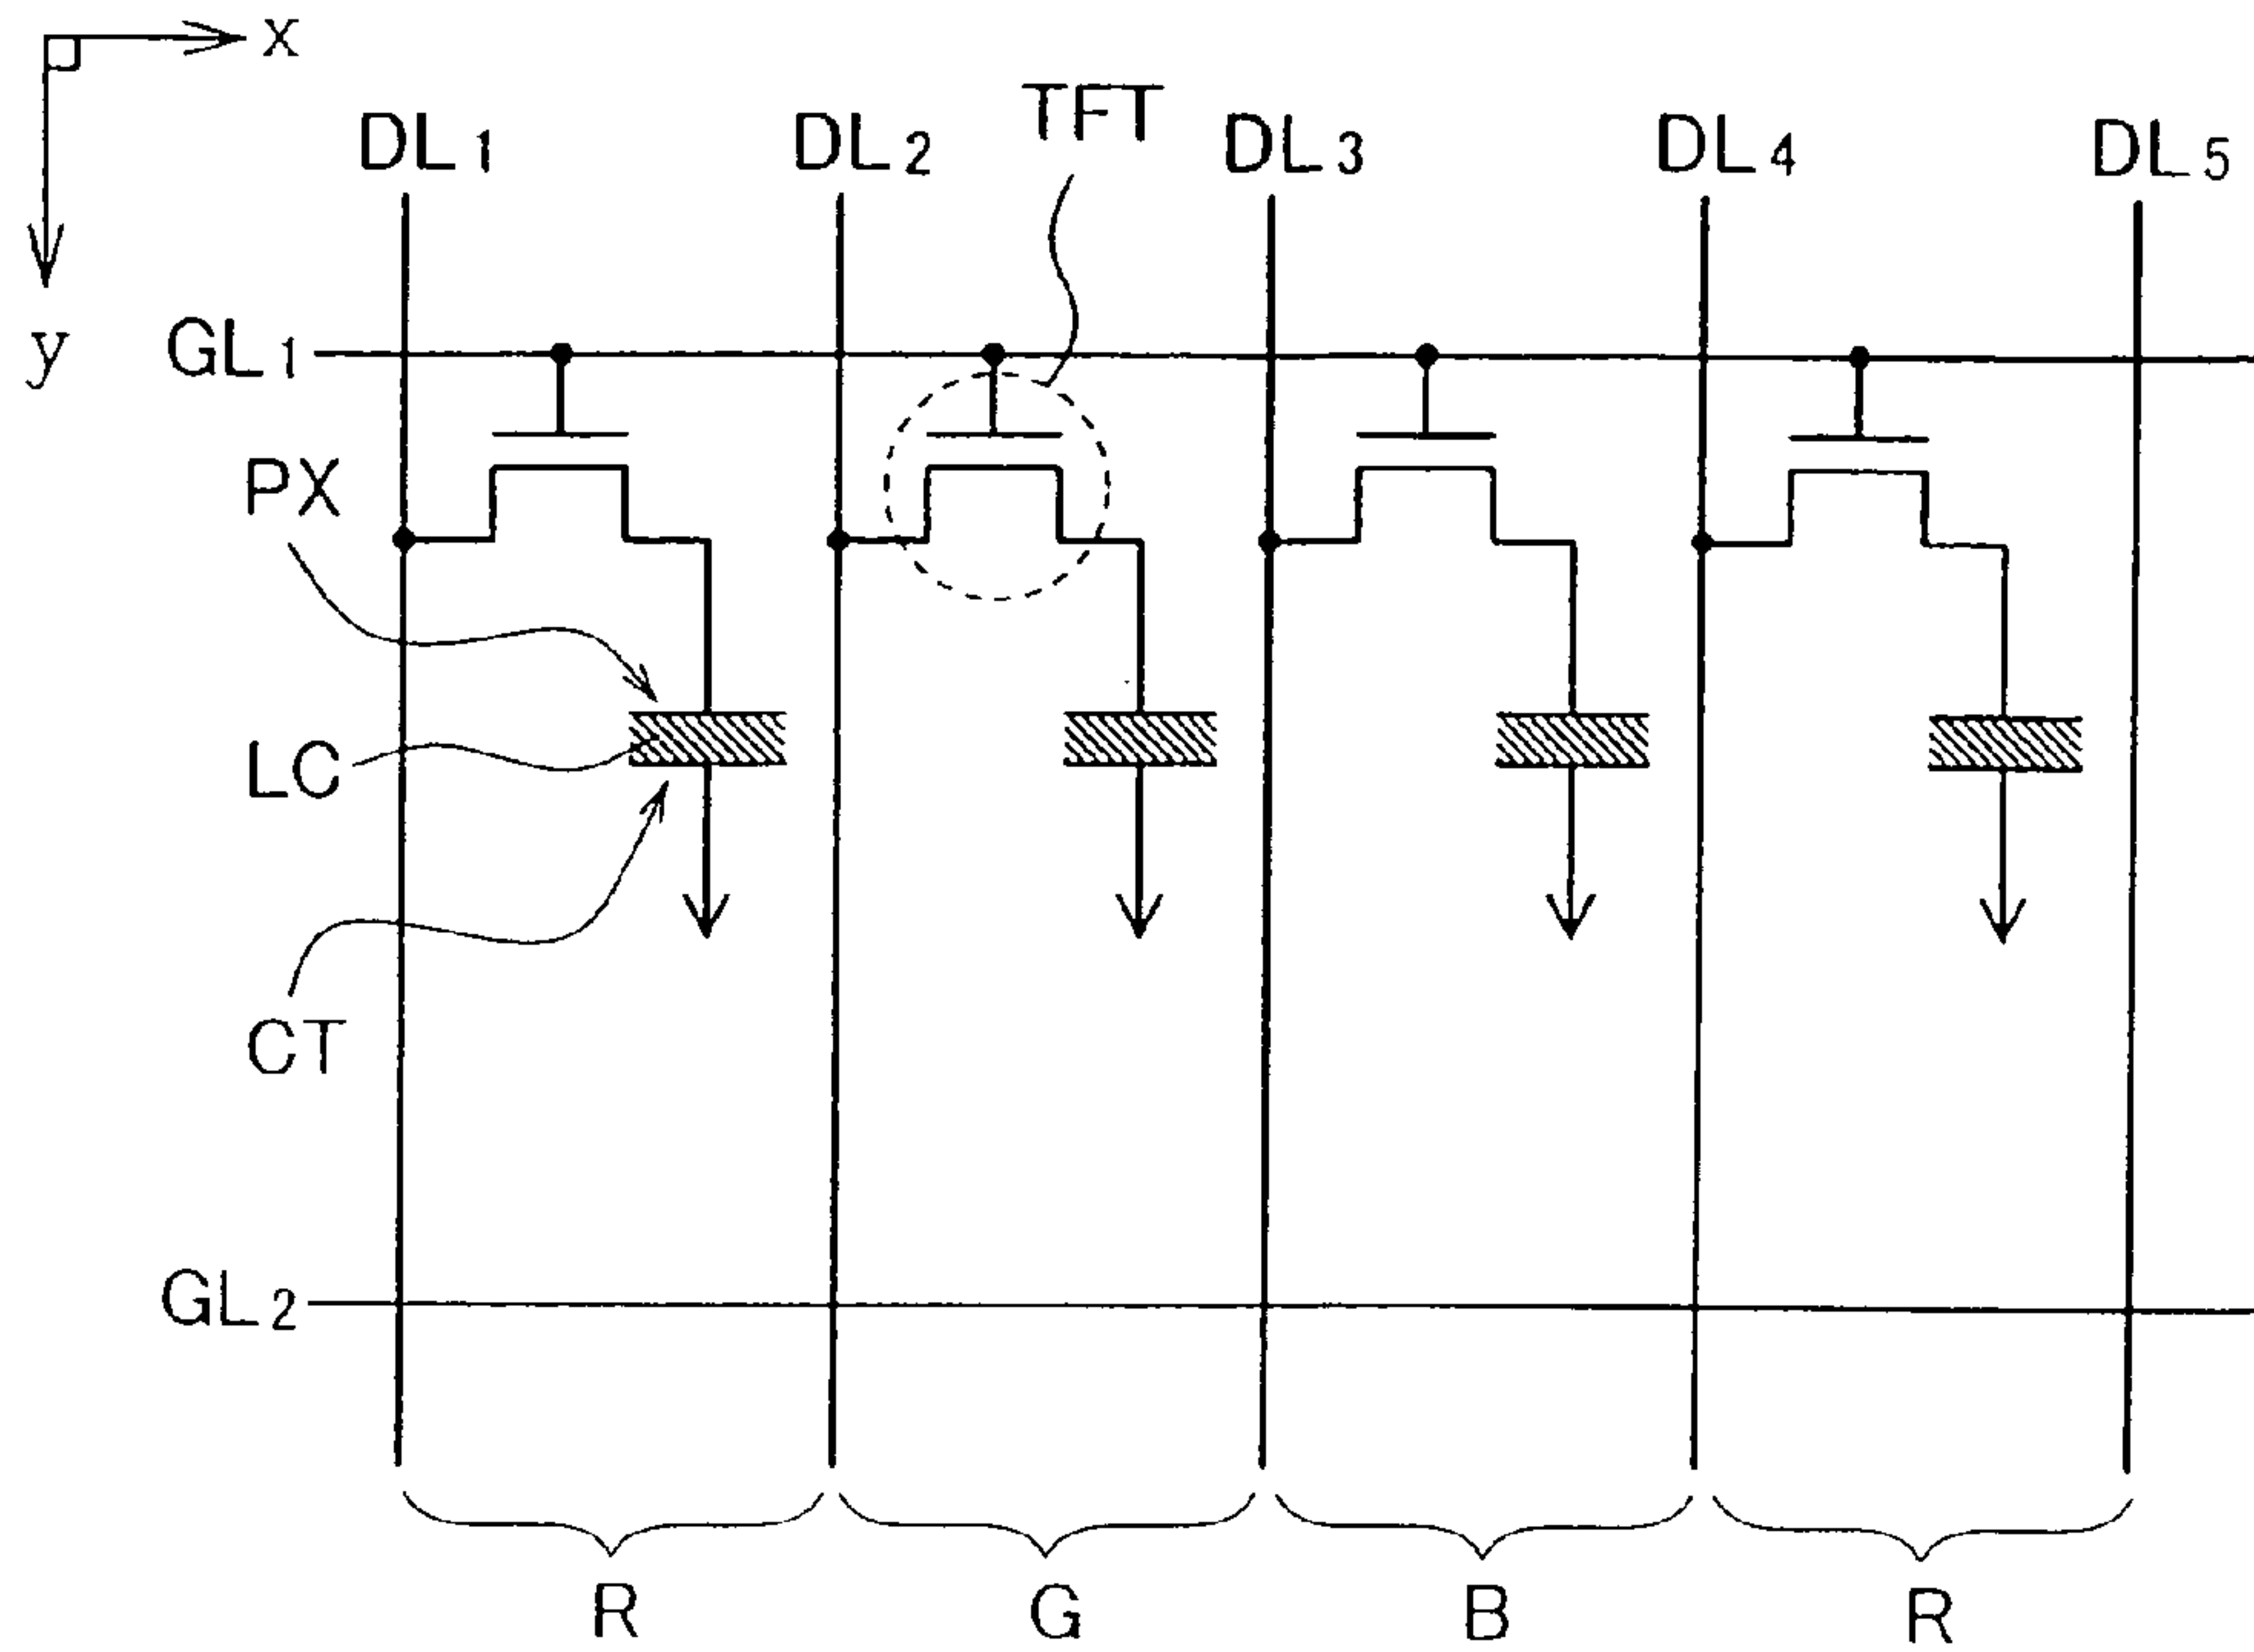 x
TFT
DL1 DL2 DL3 DL4 DL5
y
GL1
PX
LC
CT
GL2
R G B R